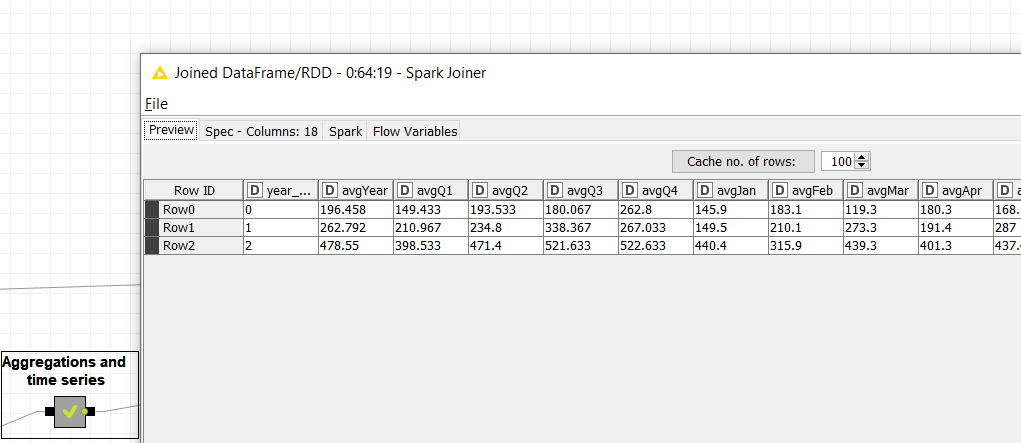 Joined DataFrame/RDD - 0:64:19 - Spark Joiner
File
Preview Spec - Columns: 18 Spark Flow Variables
Cache no. of rows: 100
Row ID D year_... D avgYear D avgQ1 D avgQ2 D avgQ3 D avgQ4 D avgJan D avgFeb D avgMar D avgApr D
Row0 0 196.458 149.433 193.533 180.067 262.8 145.9 183.1 119.3 180.3 168.
Row1 1 262.792 210.967 234.8 338.367 267.033 149.5 210.1 273.3 191.4 287
Row2 2 478.55 398.533 471.4 521.633 522.633 440.4 315.9 439.3 401.3 437.
Aggregations and
time series